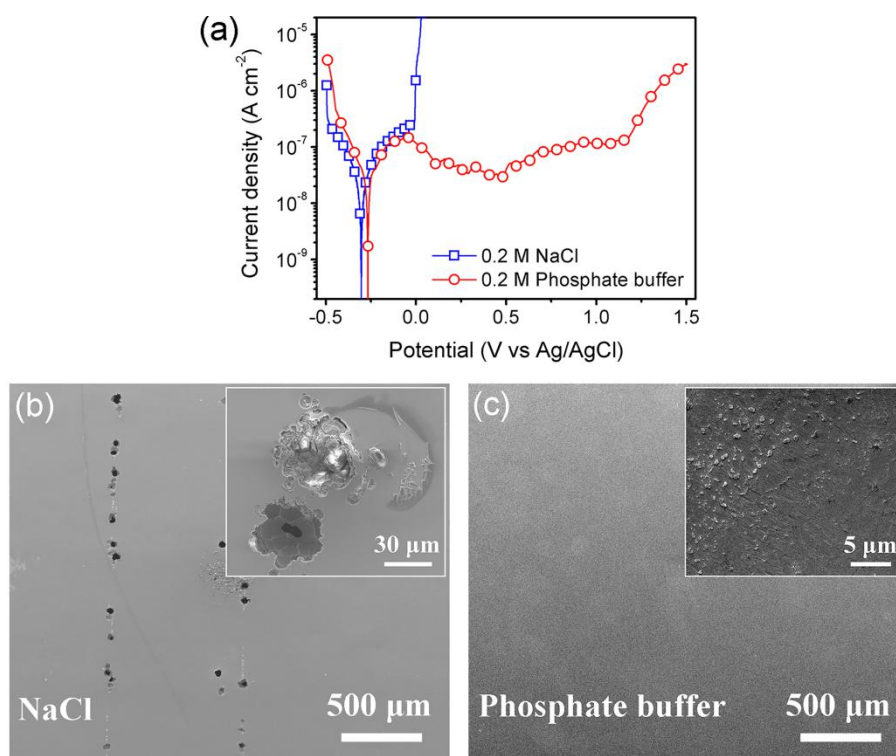 (a)
Current density (A cm⁻²)
10⁻⁵
10⁻⁶
10⁻⁷
10⁻⁸
10⁻⁹
0.2 M NaCl
0.2 M Phosphate buffer
-0.5 0.0 0.5 1.0 1.5
Potential (V vs Ag/AgCl)
(b)
30 μm
NaCl
500 μm
(c)
5 μm
Phosphate buffer
500 μm